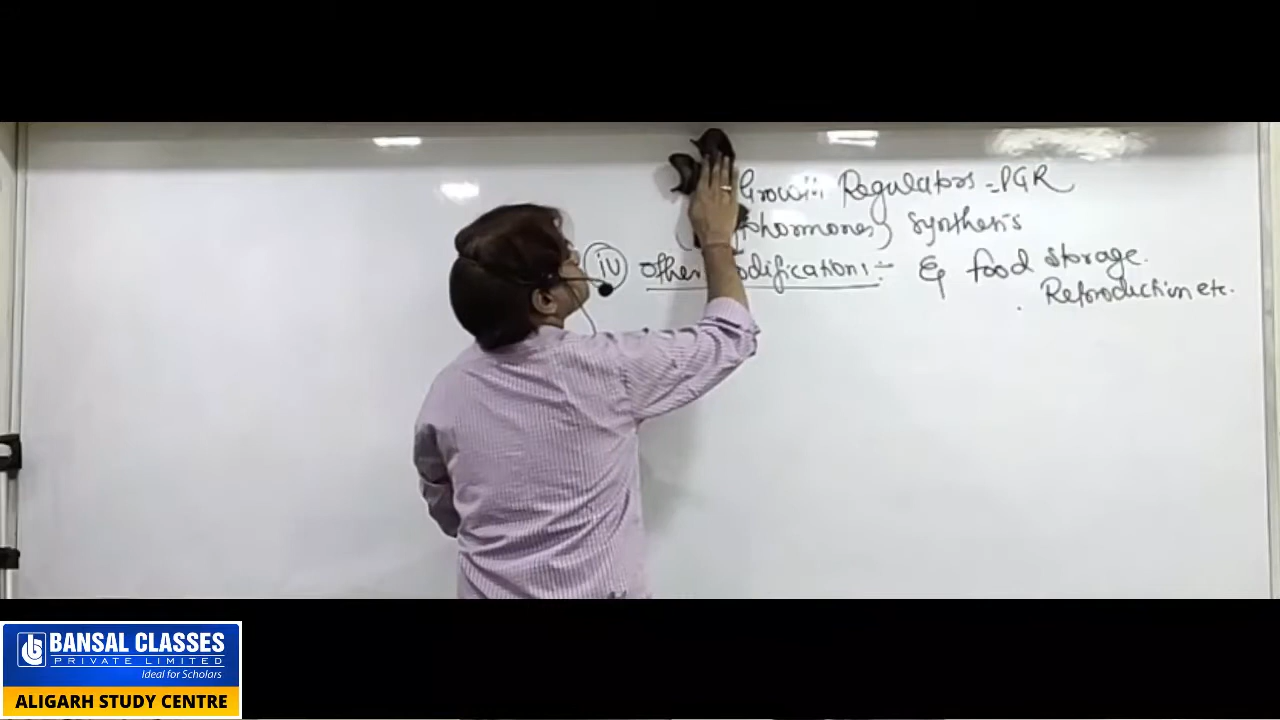 Growth Regulators - PGR
hormones) Synthesis
(iv) Other odifications :- eg food storage.
Reproduction etc.
BANSAL CLASSES
PRIVATE LIMITED
Ideal for Scholars
ALIGARH STUDY CENTRE